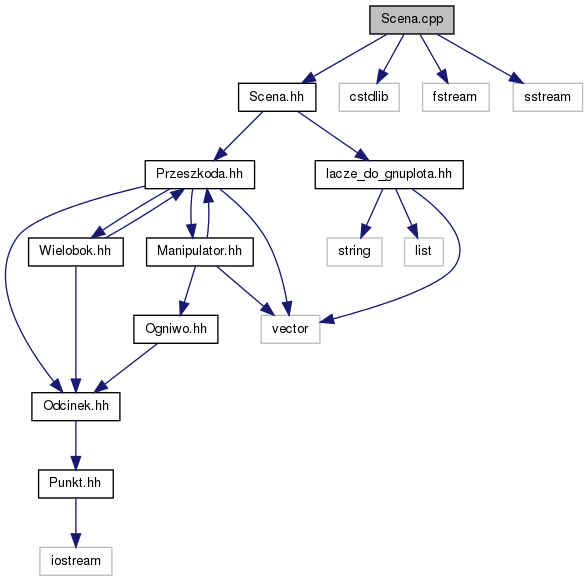 Scena.cpp
Scena.hh
cstdlib
fstream
sstream
Przeszkoda.hh
lacze_do_gnuplota.hh
Wielobok.hh
Manipulator.hh
string
list
Ogniwo.hh
vector
Odcinek.hh
Punkt.hh
iostream